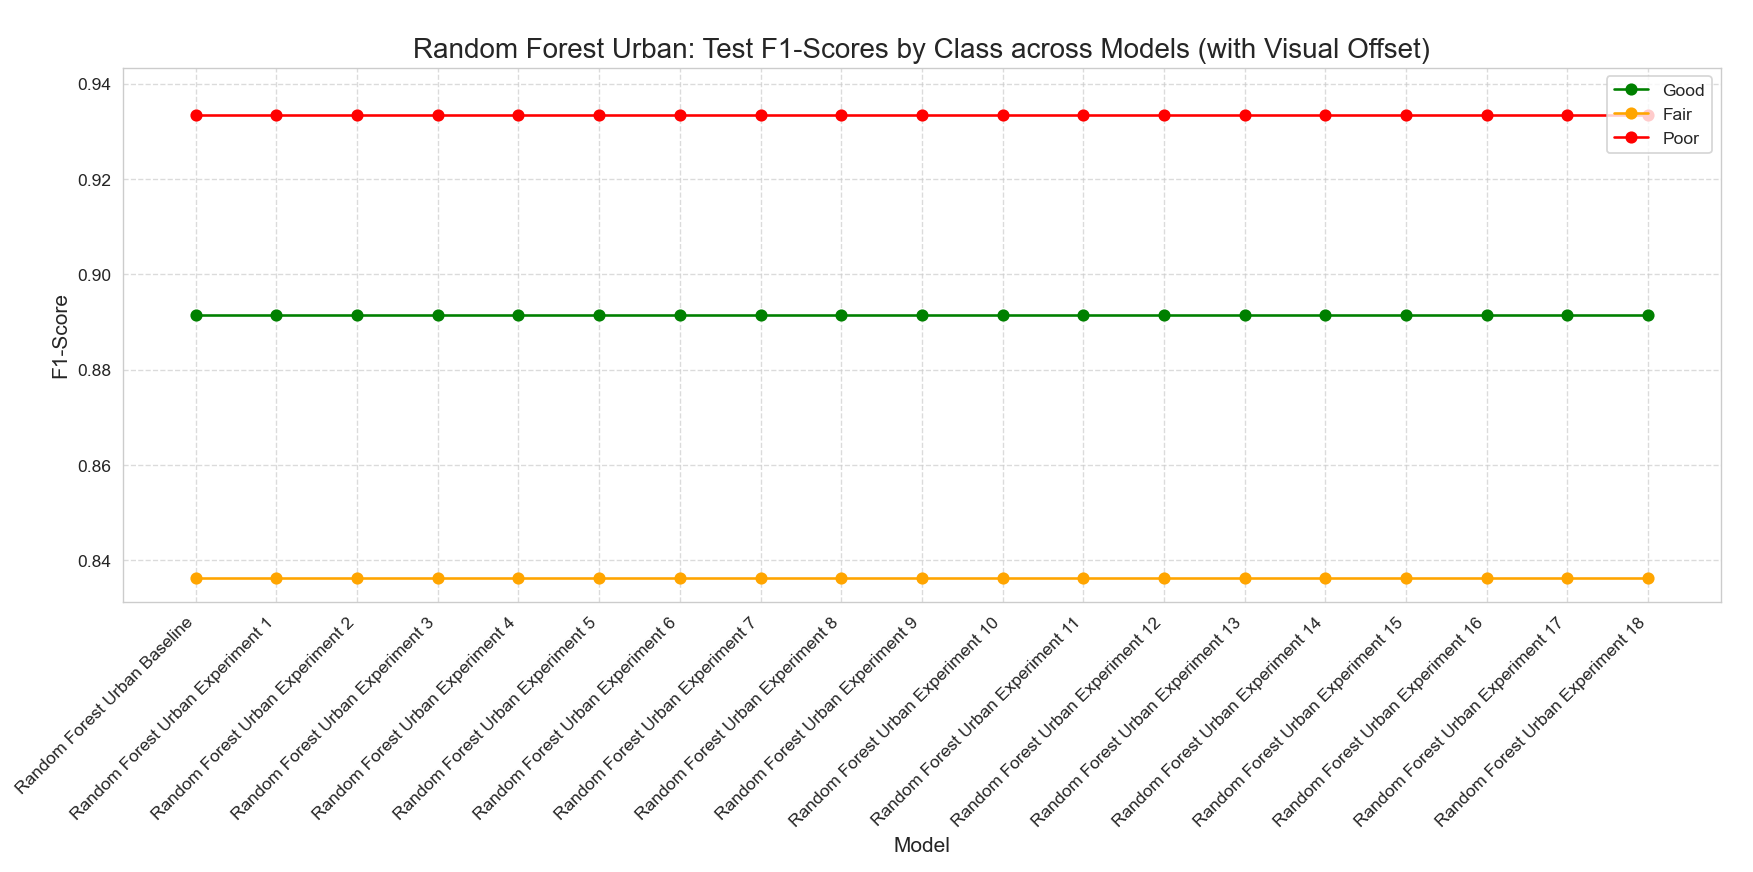 Random Forest Urban: Test F1-Scores by Class across Models (with Visual Offset)
Good
Fair
Poor
0.94
0.92
0.90
0.88
0.86
0.84
F1-Score
Random Forest Urban Baseline
Random Forest Urban Experiment 1
Random Forest Urban Experiment 2
Random Forest Urban Experiment 3
Random Forest Urban Experiment 4
Random Forest Urban Experiment 5
Random Forest Urban Experiment 6
Random Forest Urban Experiment 7
Random Forest Urban Experiment 8
Random Forest Urban Experiment 9
Random Forest Urban Experiment 10
Random Forest Urban Experiment 11
Random Forest Urban Experiment 12
Random Forest Urban Experiment 13
Random Forest Urban Experiment 14
Random Forest Urban Experiment 15
Random Forest Urban Experiment 16
Random Forest Urban Experiment 17
Random Forest Urban Experiment 18
Model